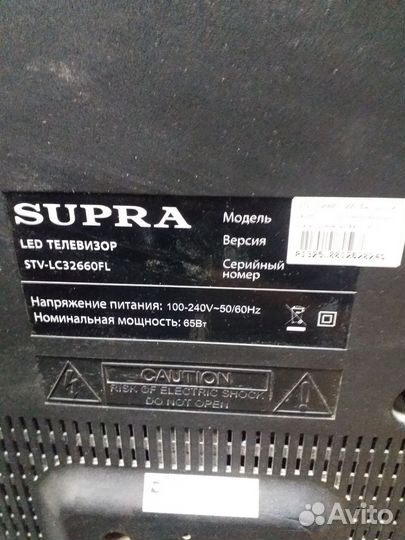 SUPRA
LED ТЕЛЕВИЗОР
STV-LC32660FL
Модель
Версия
Серийный
номер
Напряжение питания: 100-240V~50/60Hz
Номинальная мощность: 65Вт
CAUTION
RISK OF ELECTRIC SHOCK
DO NOT OPEN
Avito